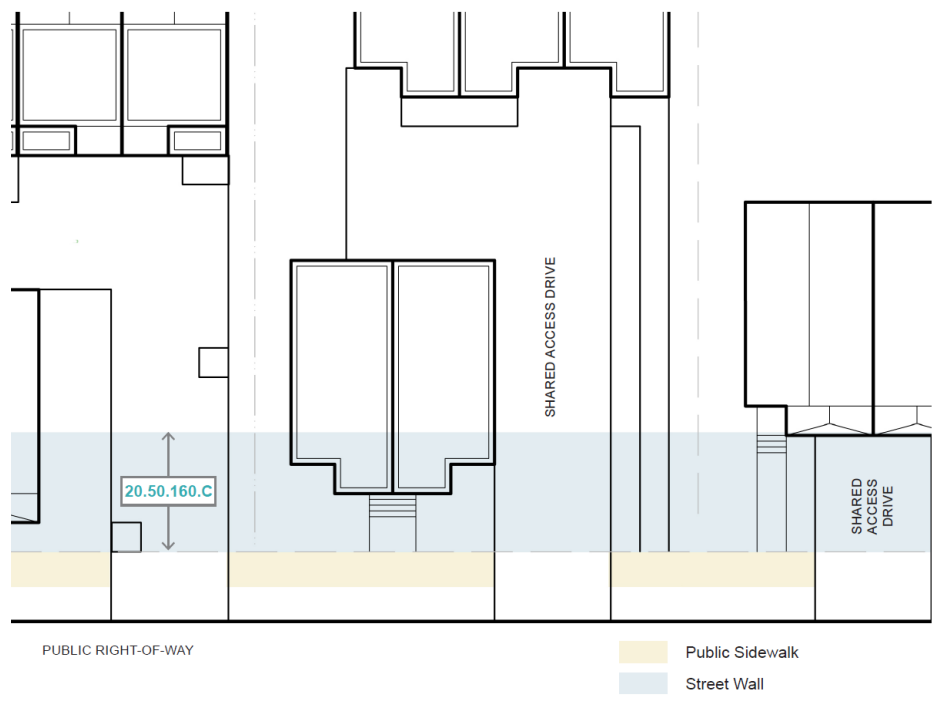 SHARED ACCESS DRIVE
20.50.160.C
SHARED
ACCESS
DRIVE
PUBLIC RIGHT-OF-WAY
Public Sidewalk
Street Wall